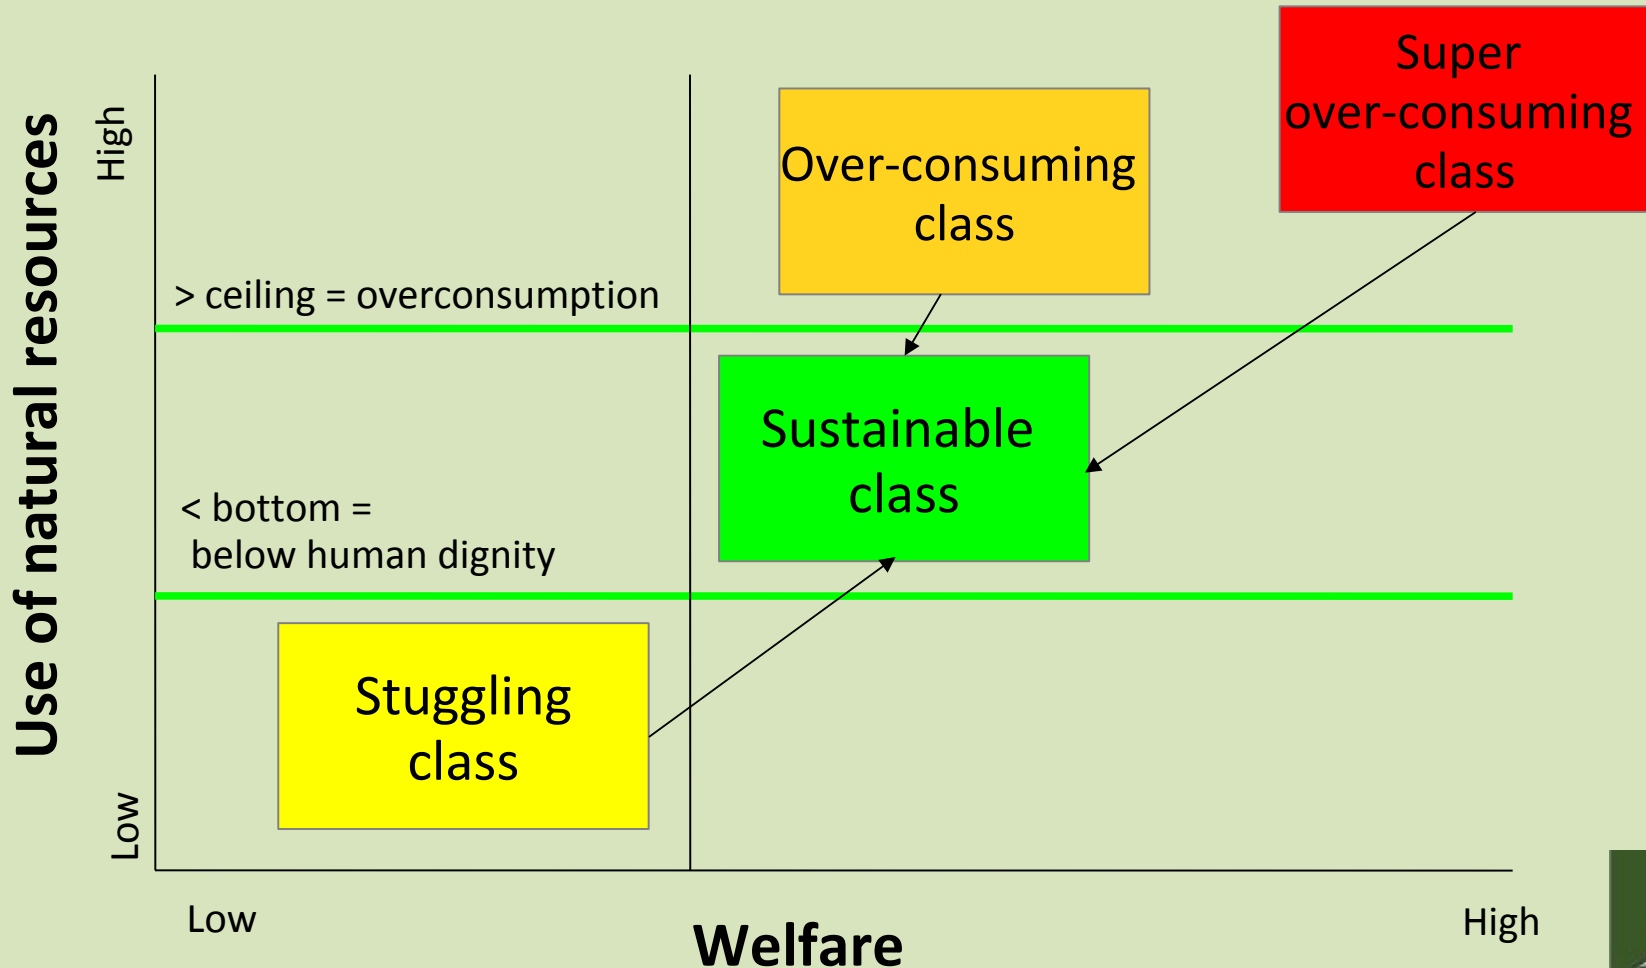 Super
over-consuming
class
Over-consuming
class
High
Use of natural resources
> ceiling = overconsumption
Sustainable
class
< bottom =
below human dignity
Stuggling
class
Low
Low
Welfare
High